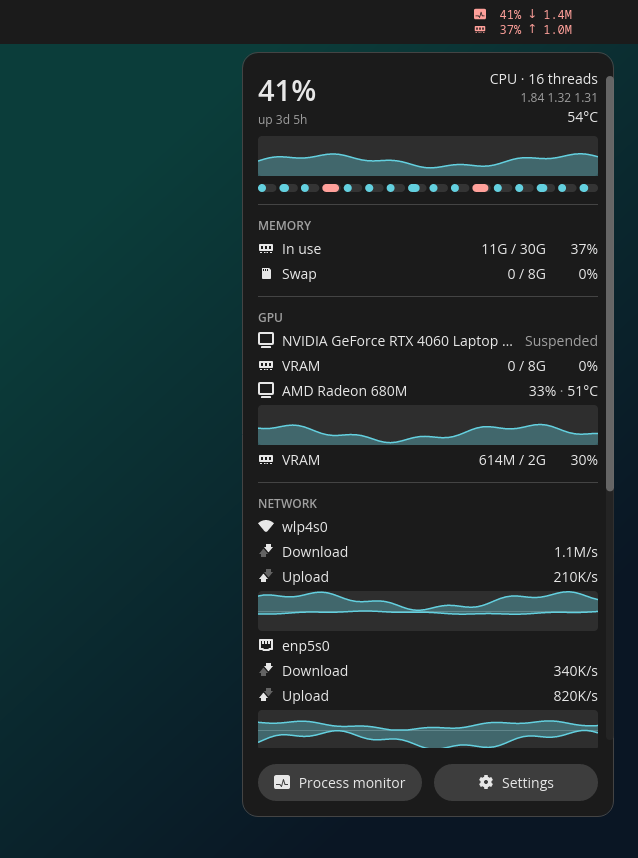 41% ↓ 1.4M
37% ↑ 1.0M
41%
CPU · 16 threads
1.84 1.32 1.31
up 3d 5h
54°C
MEMORY
In use 11G / 30G 37%
Swap 0 / 8G 0%
GPU
NVIDIA GeForce RTX 4060 Laptop ... Suspended
VRAM 0 / 8G 0%
AMD Radeon 680M 33% · 51°C
VRAM 614M / 2G 30%
NETWORK
wlp4s0
Download 1.1M/s
Upload 210K/s
enp5s0
Download 340K/s
Upload 820K/s
Process monitor Settings